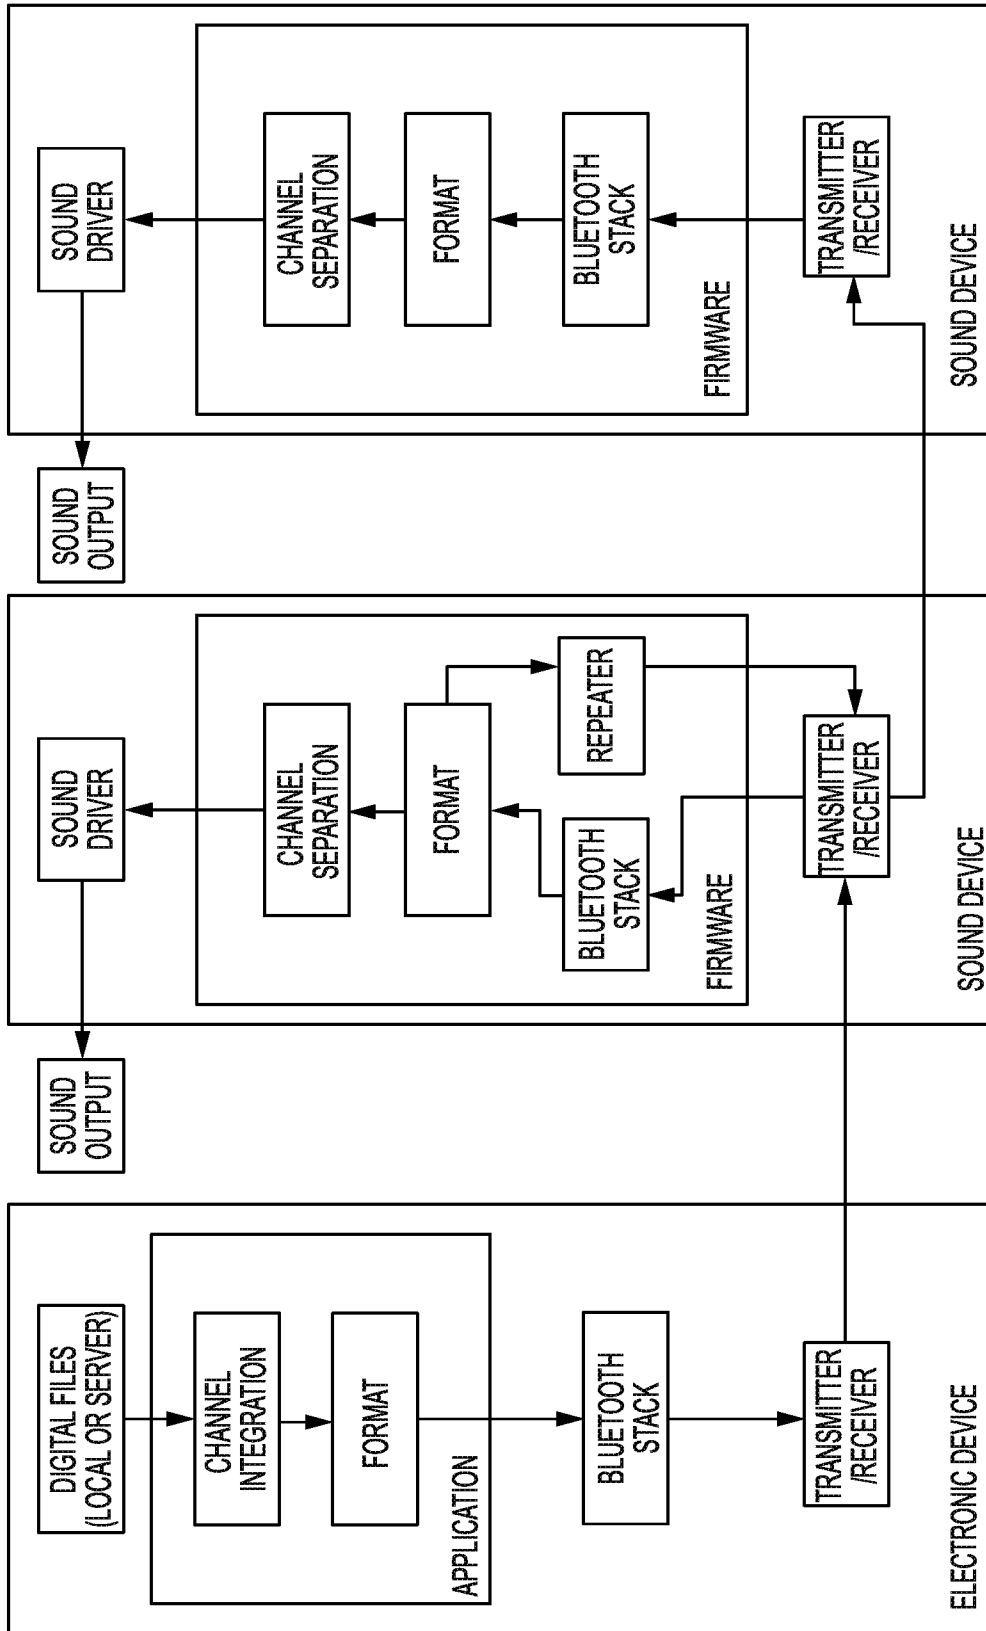 DIGITAL FILES
(LOCAL OR SERVER)
CHANNEL
INTEGRATION
FORMAT
APPLICATION
BLUETOOTH
STACK
TRANSMITTER
/RECEIVER
ELECTRONIC DEVICE
SOUND
OUTPUT
SOUND
DRIVER
CHANNEL
SEPARATION
FORMAT
REPEATER
BLUETOOTH
STACK
FIRMWARE
TRANSMITTER
/RECEIVER
SOUND DEVICE
SOUND
OUTPUT
SOUND
DRIVER
CHANNEL
SEPARATION
FORMAT
BLUETOOTH
STACK
FIRMWARE
TRANSMITTER
/RECEIVER
SOUND DEVICE